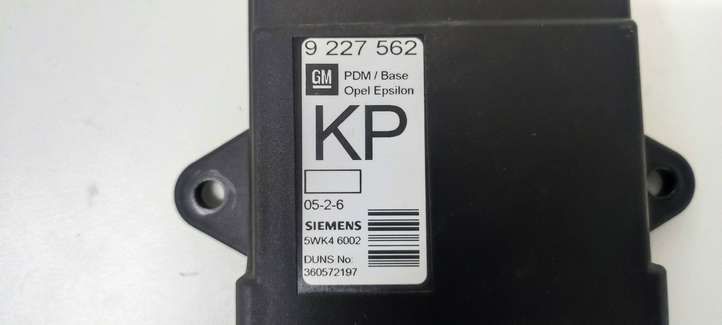 9 227 562
GM
PDM / Base
Opel Epsilon
KP
05-2-6
SIEMENS
5WK4 6002
DUNS No:
360572197